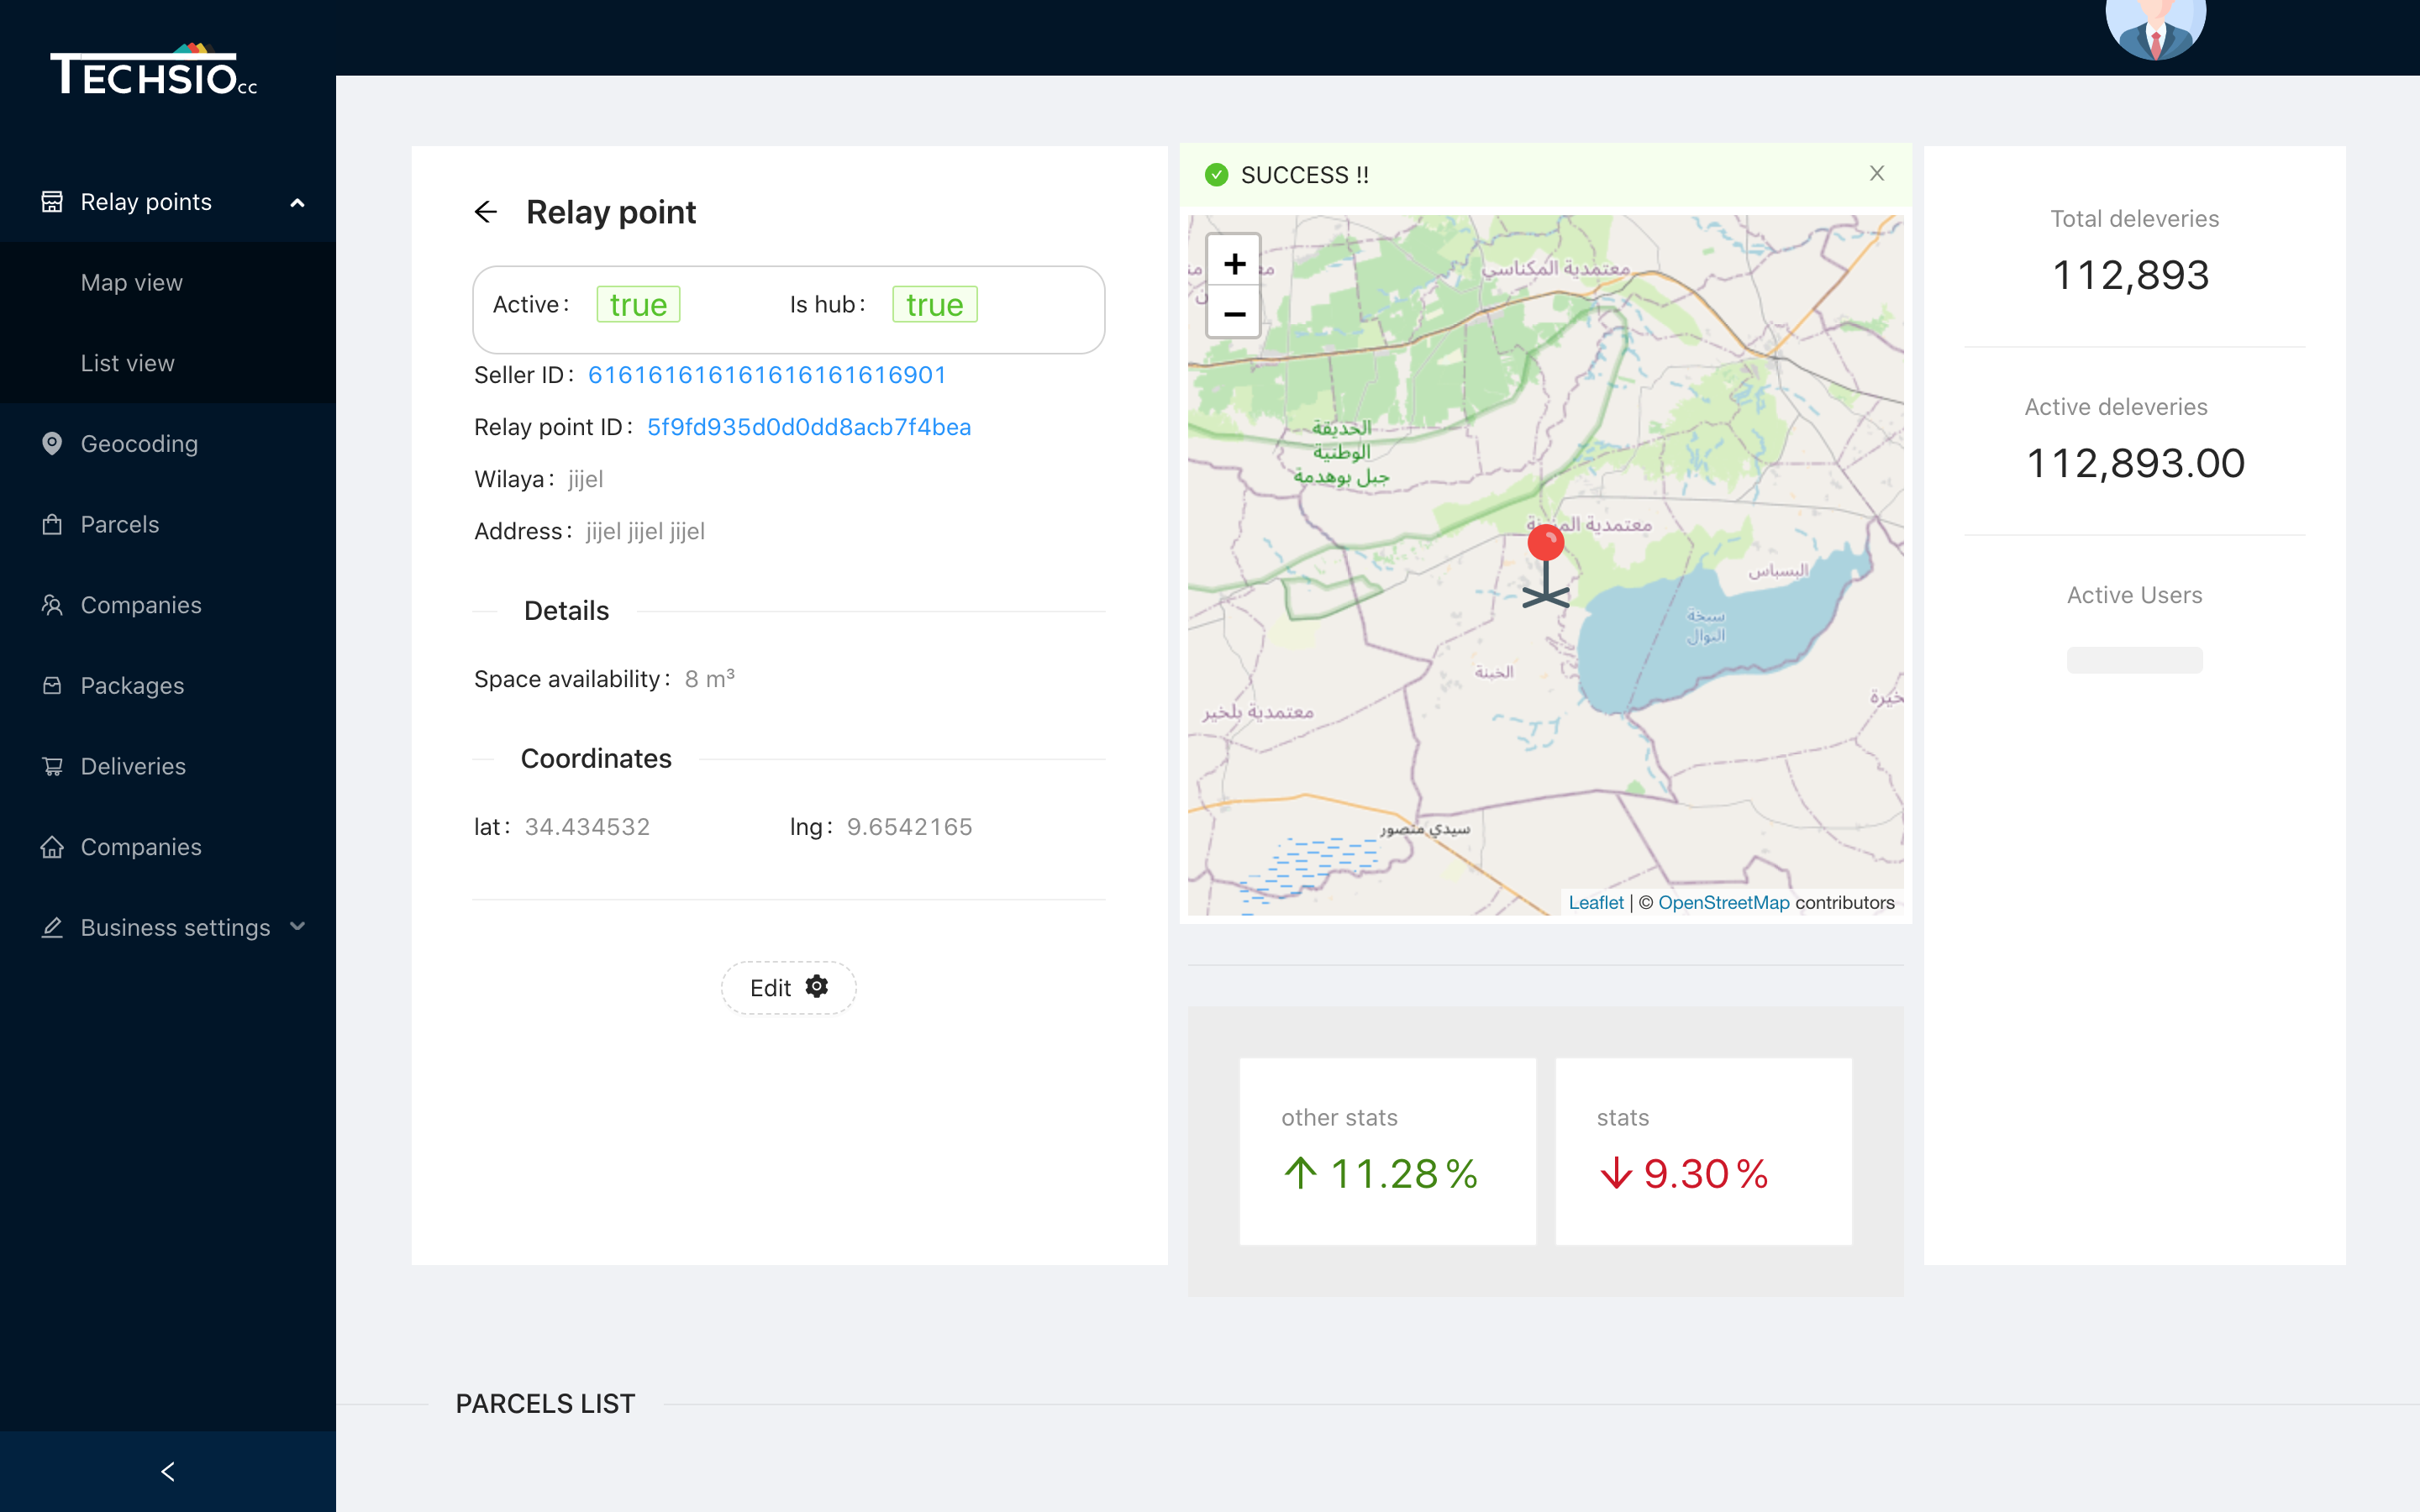 TECHSIO cc
Relay points
Map view
List view
Geocoding
Parcels
Companies
Packages
Deliveries
Companies
Business settings
Relay point
Active: true Is hub: true
Seller ID: 616161616161616161616901
Relay point ID: 5f9fd935d0d0dd8acb7f4bea
Wilaya: jijel
Address: jijel jijel jijel
Details
Space availability: 8 m³
Coordinates
lat: 34.434532 lng: 9.6542165
Edit
SUCCESS !!
+
−
معتمدية المكناسي
الحديقة
الوطنية
جبل بوهدمة
البسباس
سبخة
النوال
الخبنة
معتمدية بلخير
سيدي منصور
Leaflet | © OpenStreetMap contributors
other stats
11.28 %
stats
9.30 %
Total deleveries
112,893
Active deleveries
112,893.00
Active Users
PARCELS LIST